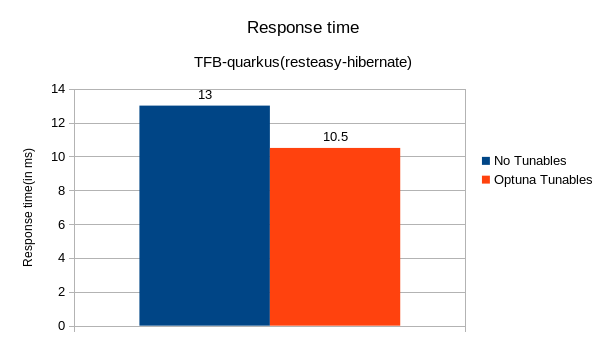 Response time
TFB-quarkus(resteasy-hibernate)
14
12
10
8
6
4
2
0
Response time(in ms)
13
10.5
No Tunables
Optuna Tunables